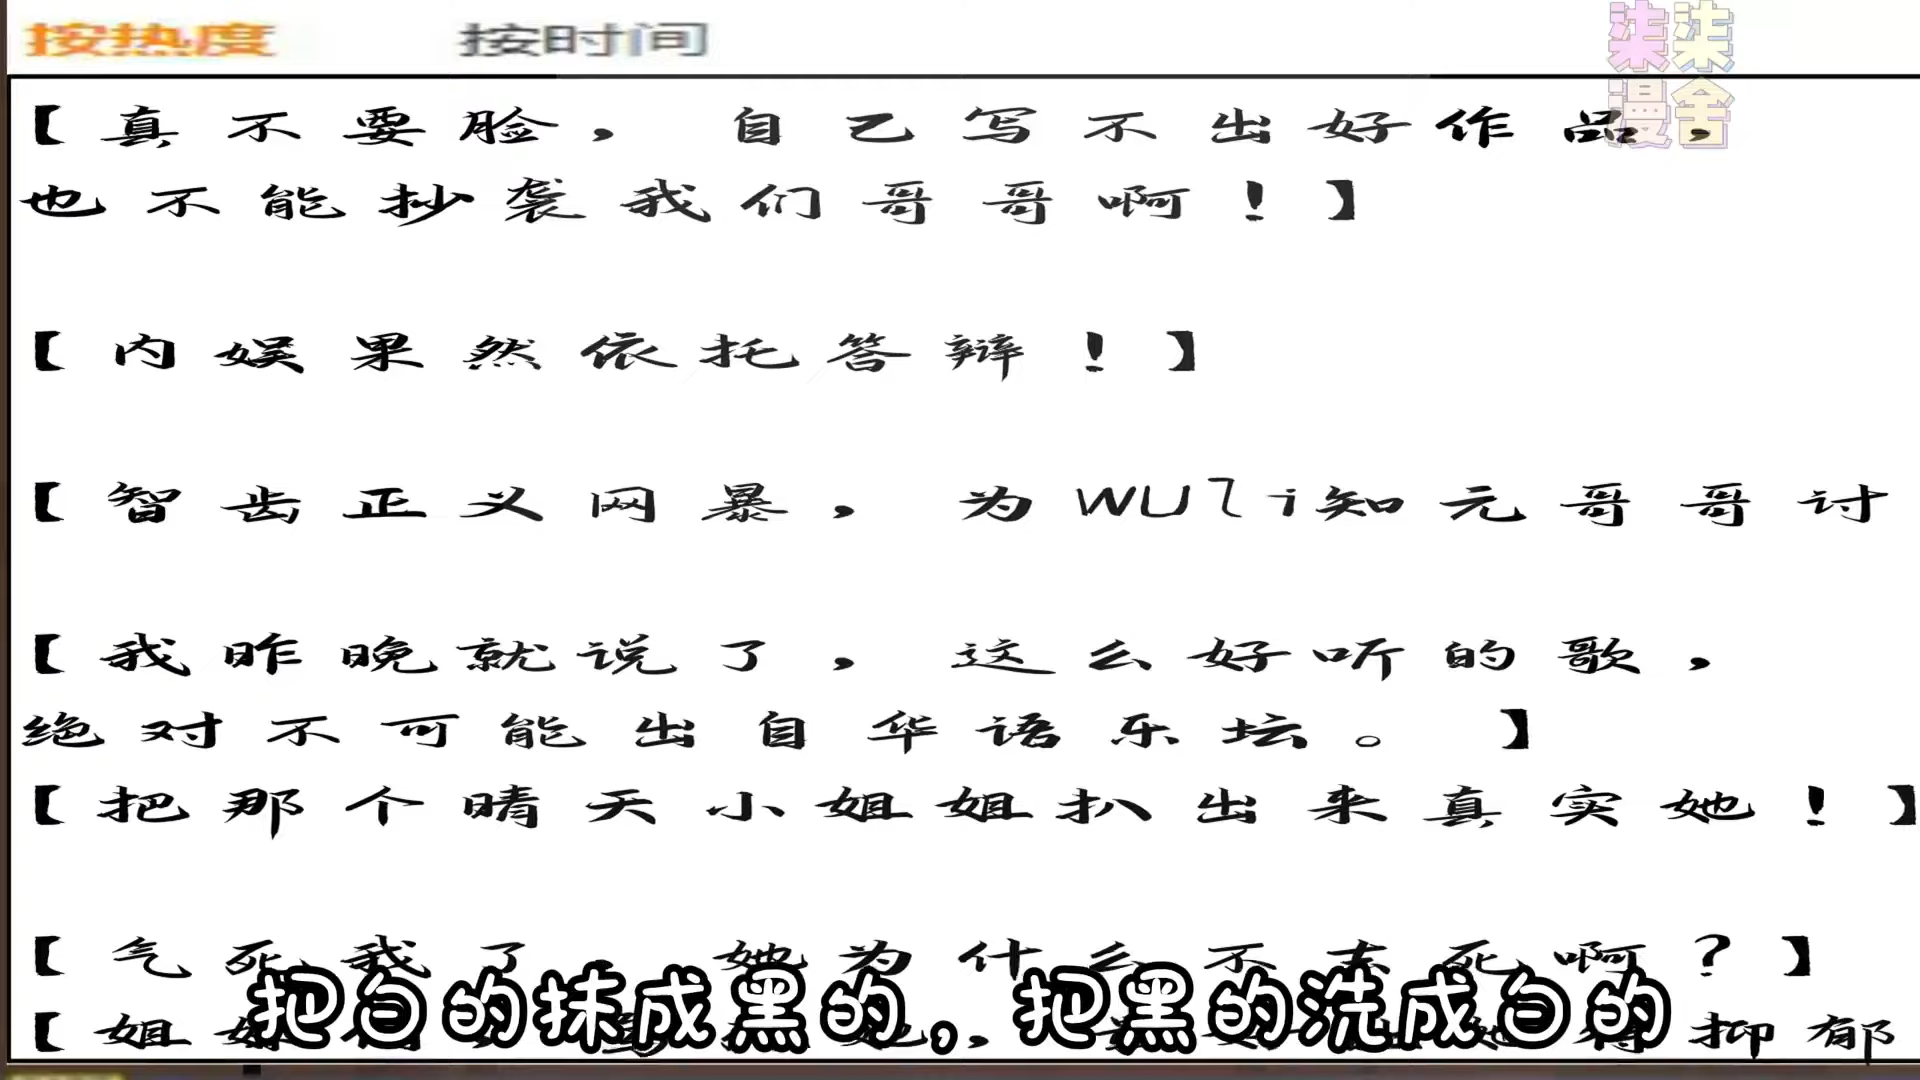 按热度 按时间
柒柒
漫舍
【真不要脸，自己写不出好作品，
也不能抄袭我们哥哥啊！】
【内娱果然依托答辩！】
【智齿正义网暴，为wuli知元哥哥讨
【我昨晚就说了，这么好听的歌，
绝对不可能出自华语乐坛。】
【把那个晴天小姐姐扒出来真实她！】
【气死我了，她为什么不去死啊？】
【姐 抑郁
把白的抹成黑的，把黑的洗成白的